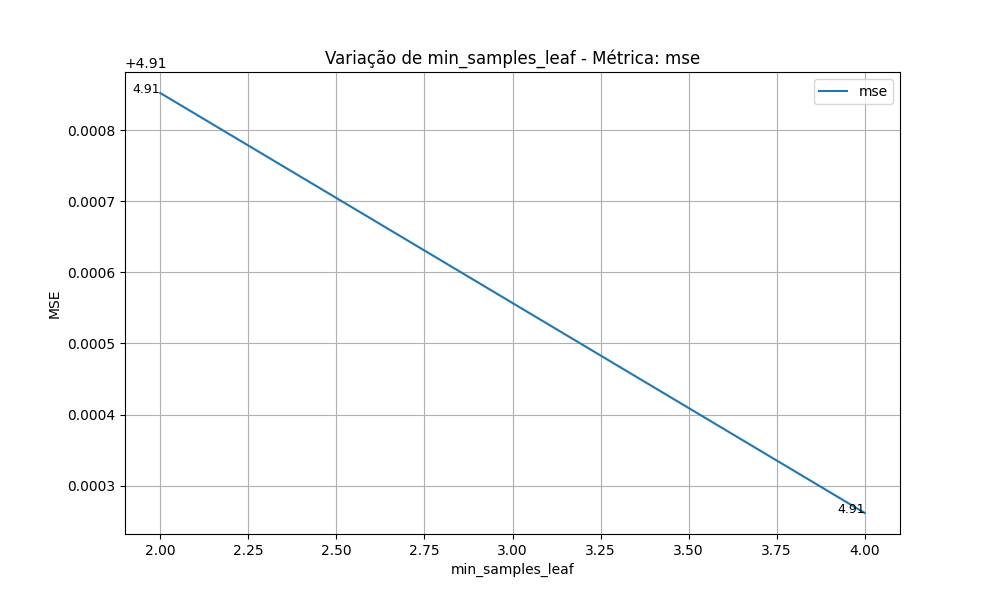 Variação de min_samples_leaf - Métrica: mse
+4.91
4.91
mse
0.0008
0.0007
0.0006
0.0005
0.0004
0.0003
MSE
4.91
2.00 2.25 2.50 2.75 3.00 3.25 3.50 3.75 4.00
min_samples_leaf